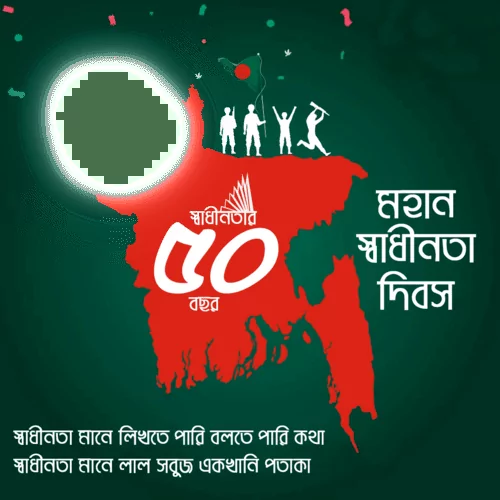 স্বাধীনতার
৫০
বছর
মহান
স্বাধীনতা
দিবস
স্বাধীনতা মানে লিখতে পারি বলতে পারি কথা
স্বাধীনতা মানে লাল সবুজ একখানি পতাকা